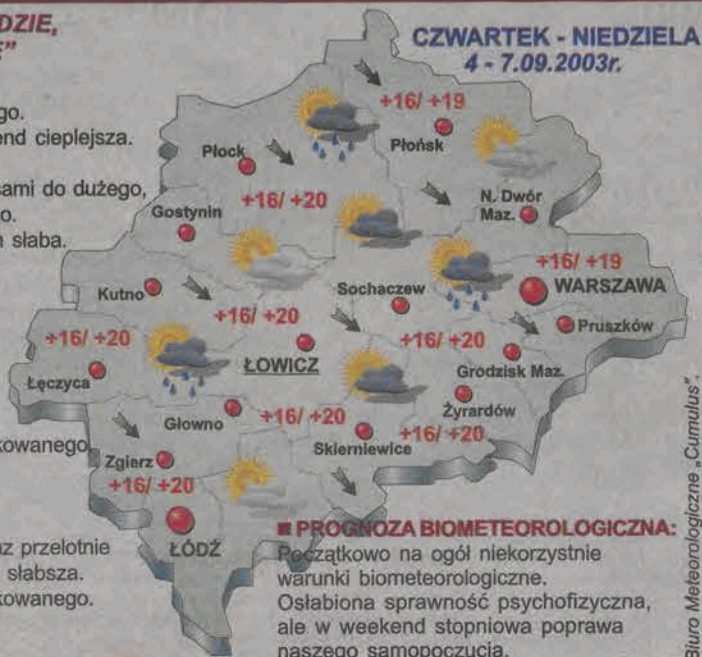 DZIE,
CZWARTEK - NIEDZIELA
4 - 7.09.2003r.
go.
end cieplejsza.
sami do dużego,
o.
słaba.
+16/ +19
Płońsk
Płock
+16/ +20
N. Dwór
Maz.
Gostynin
+16/ +19
WARSZAWA
Kutno
Sochaczew
+16/ +20
Pruszków
+16/ +20
+16/ +20
ŁOWICZ
Grodzisk Maz.
Łęczyca
Żyrardów
Głowno
+16/ +20
+16/ +20
Skierniewice
kowanego
Zgierz
+16/ +20
ŁÓDŹ
az przelotnie
słabsza.
kowanego.
■ PROGNOZA BIOMETEOROLOGICZNA:
Początkowo na ogół niekorzystnie
warunki biometeorologiczne.
Osłabiona sprawność psychofizyczna,
ale w weekend stopniowa poprawa
naszego samopoczucia.
Biuro Meteorologiczne „Cumulus".